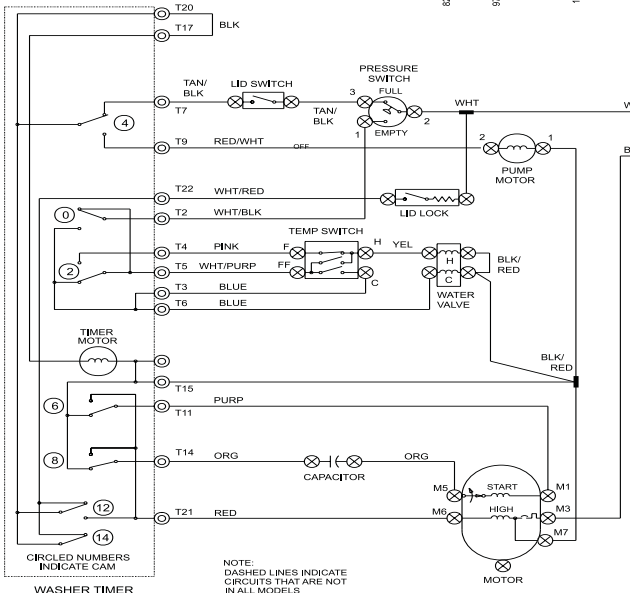 T20
T17
BLK
PRESSURE
SWITCH
FULL
TAN/
BLK
LID SWITCH
3
WHT
T7
TAN/
BLK
4
1
2
EMPTY
T9
RED/WHT
OFF
2
1
PUMP
MOTOR
T22
WHT/RED
LID LOCK
0
T2
WHT/BLK
TEMP SWITCH
T4
PINK
F
H
YEL
H
BLK/
RED
2
T5
WHT/PURP
FF
C
C
T3
BLUE
WATER
VALVE
T6
BLUE
TIMER
MOTOR
BLK/
RED
T15
6
PURP
T11
8
T14
ORG
CAPACITOR
ORG
M5
START
M1
12
T21
RED
M6
HIGH
M3
M7
14
CIRCLED NUMBERS
INDICATE CAM
MOTOR
WASHER TIMER
NOTE:
DASHED LINES INDICATE
CIRCUITS THAT ARE NOT
IN ALL MODELS